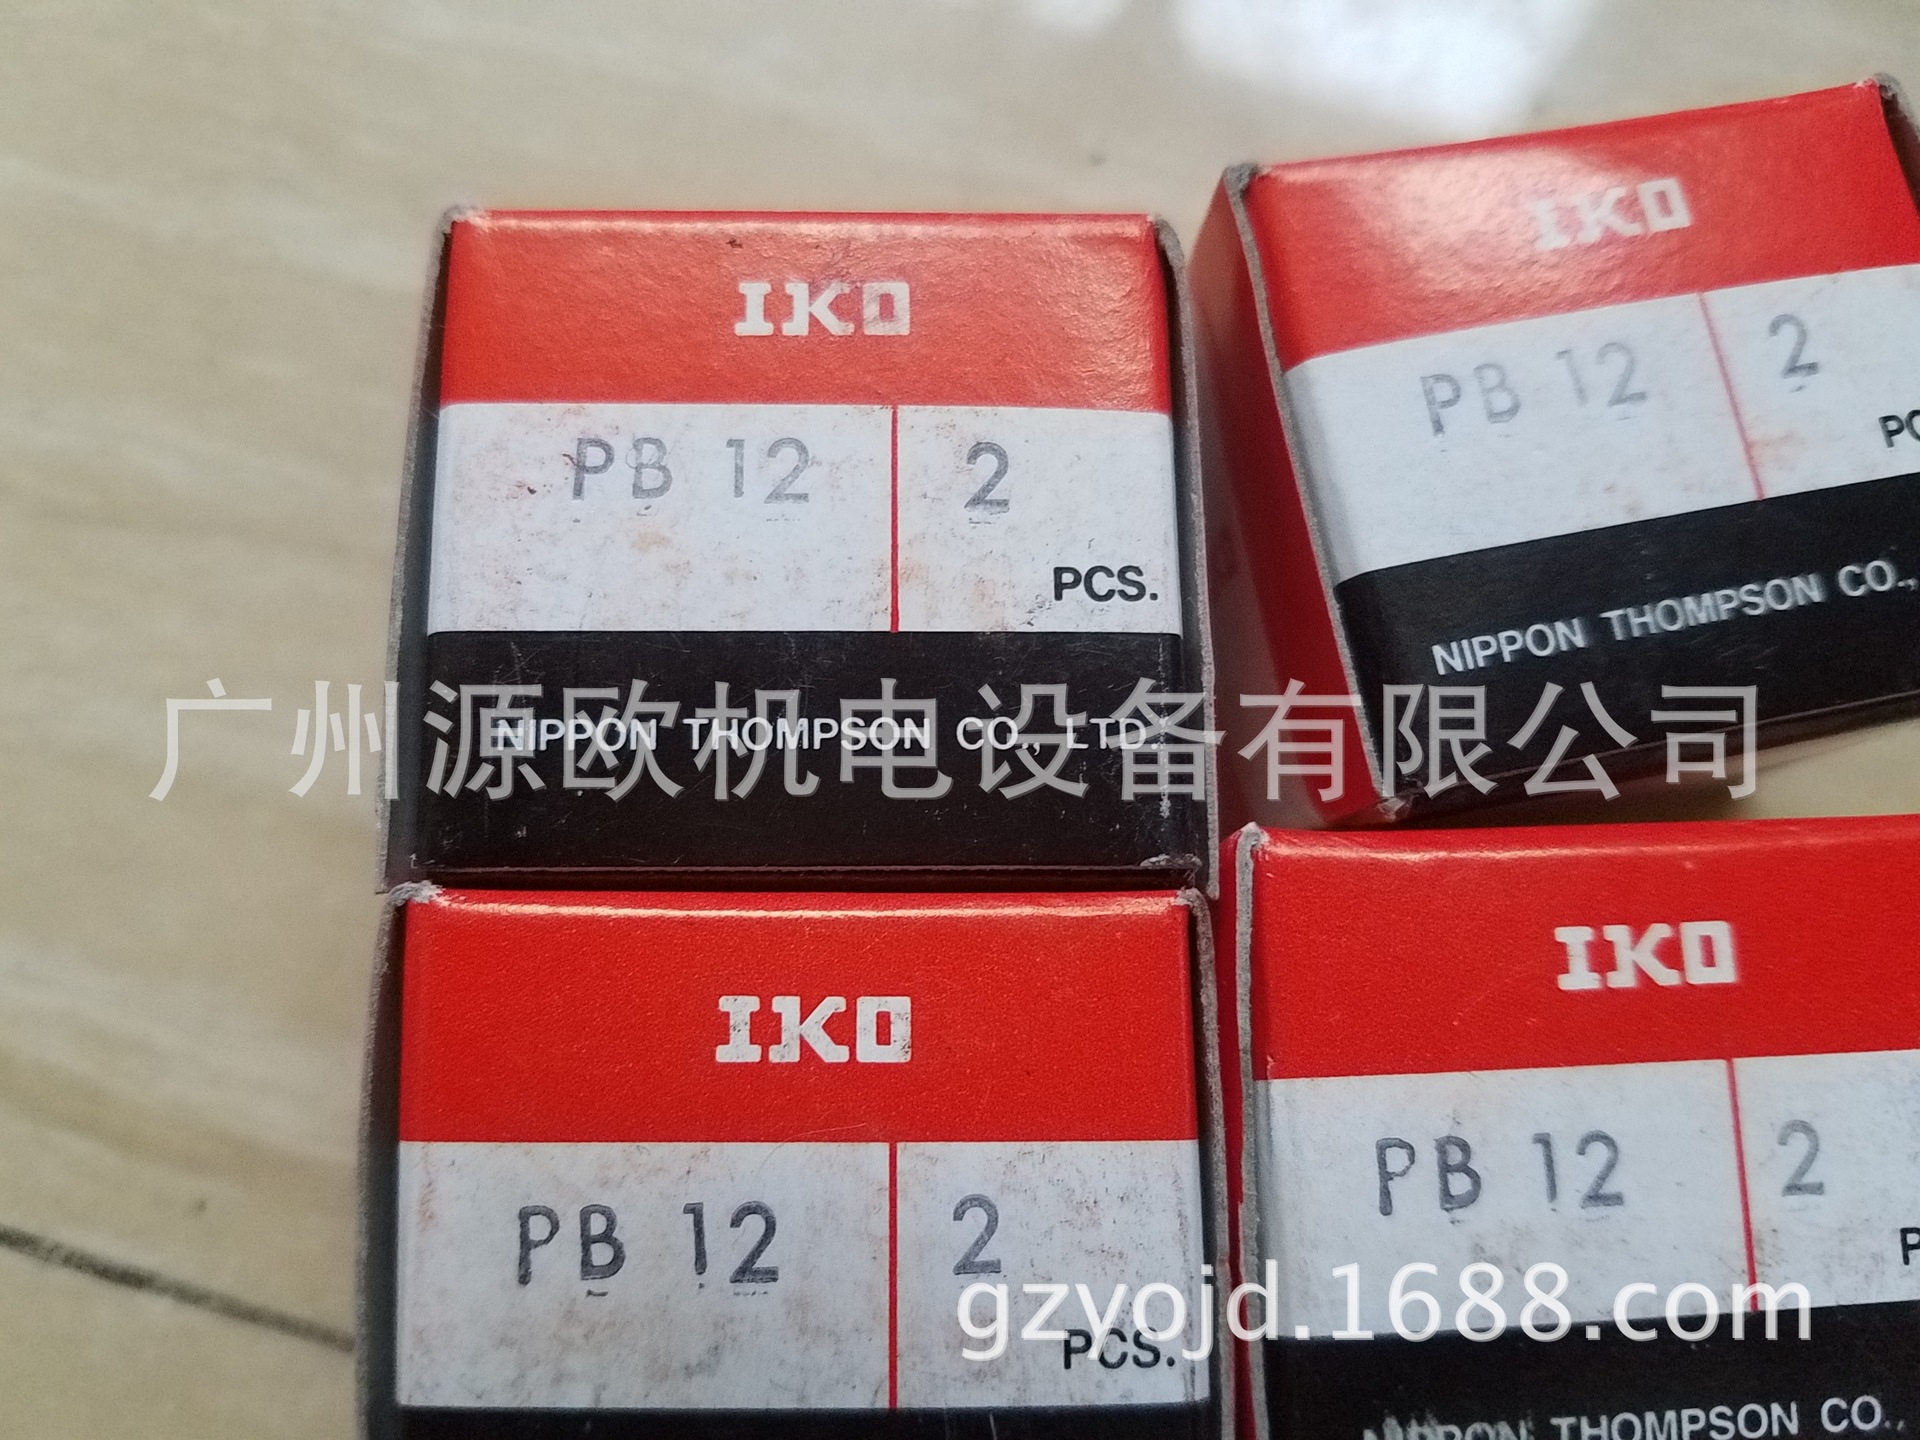 IKO
PB 12 2
PCS.
NIPPON THOMPSON CO., LTD.
IKO
PB 12 2
NIPPON THOMPSON CO.,
广州源欧机电设备有限公司
IKO
PB 12 2
PCS.
IKO
PB 12 2
NIPPON THOMPSON CO.,
gzyojd.1688.com